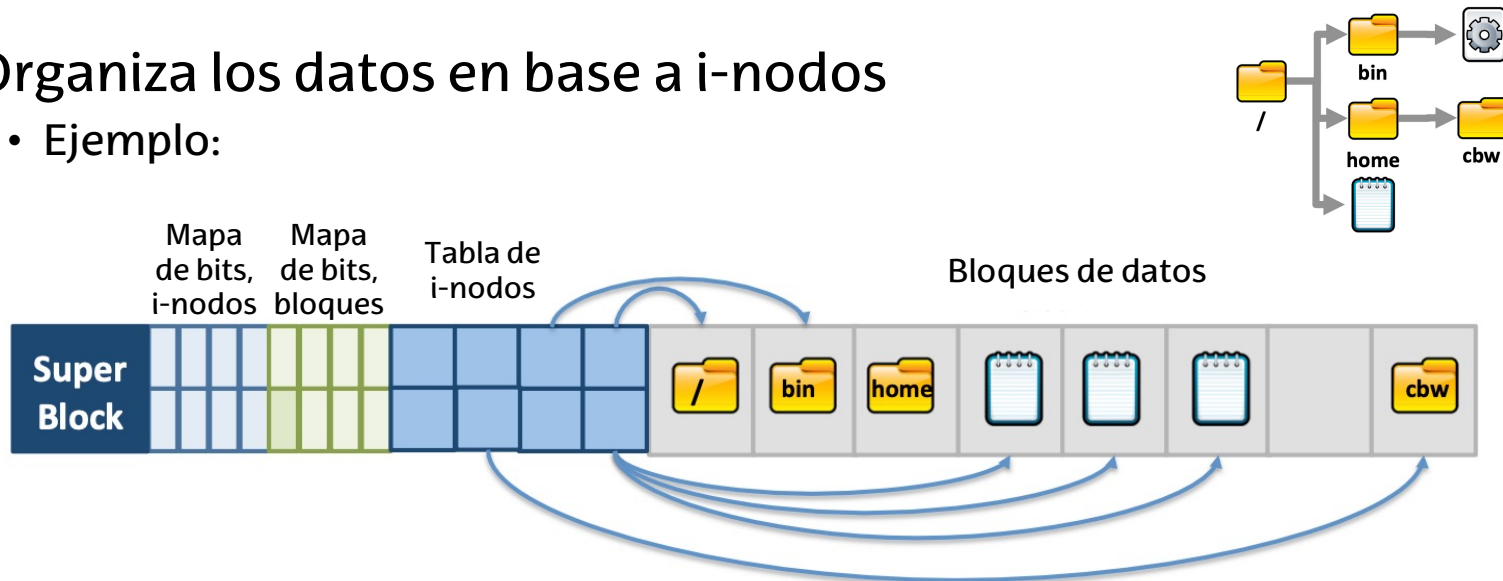 Organiza los datos en base a i-nodos
• Ejemplo:
/
bin
home
cbw
Mapa
de bits,
i-nodos
Mapa
de bits,
bloques
Tabla de
i-nodos
Bloques de datos
Super
Block
/
bin
home
cbw